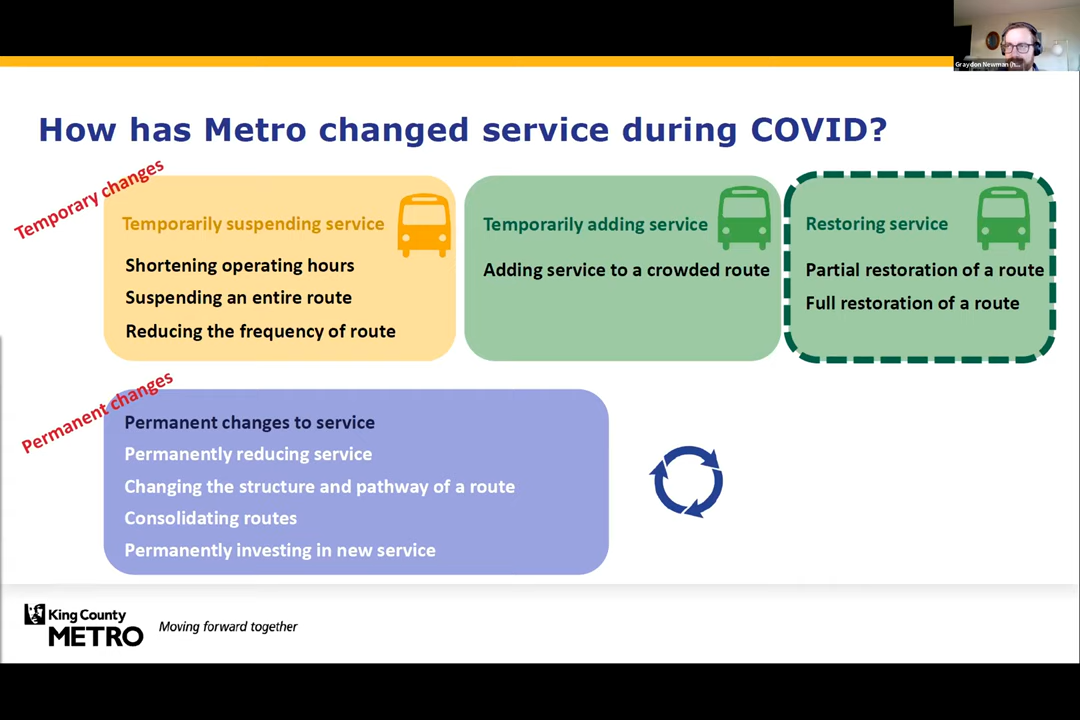 Graydon Newman (h...
How has Metro changed service during COVID?
Temporary changes
Temporarily suspending service
Shortening operating hours
Suspending an entire route
Reducing the frequency of route
Temporarily adding service
Adding service to a crowded route
Restoring service
Partial restoration of a route
Full restoration of a route
Permanent changes
Permanent changes to service
Permanently reducing service
Changing the structure and pathway of a route
Consolidating routes
Permanently investing in new service
King County
METRO
Moving forward together